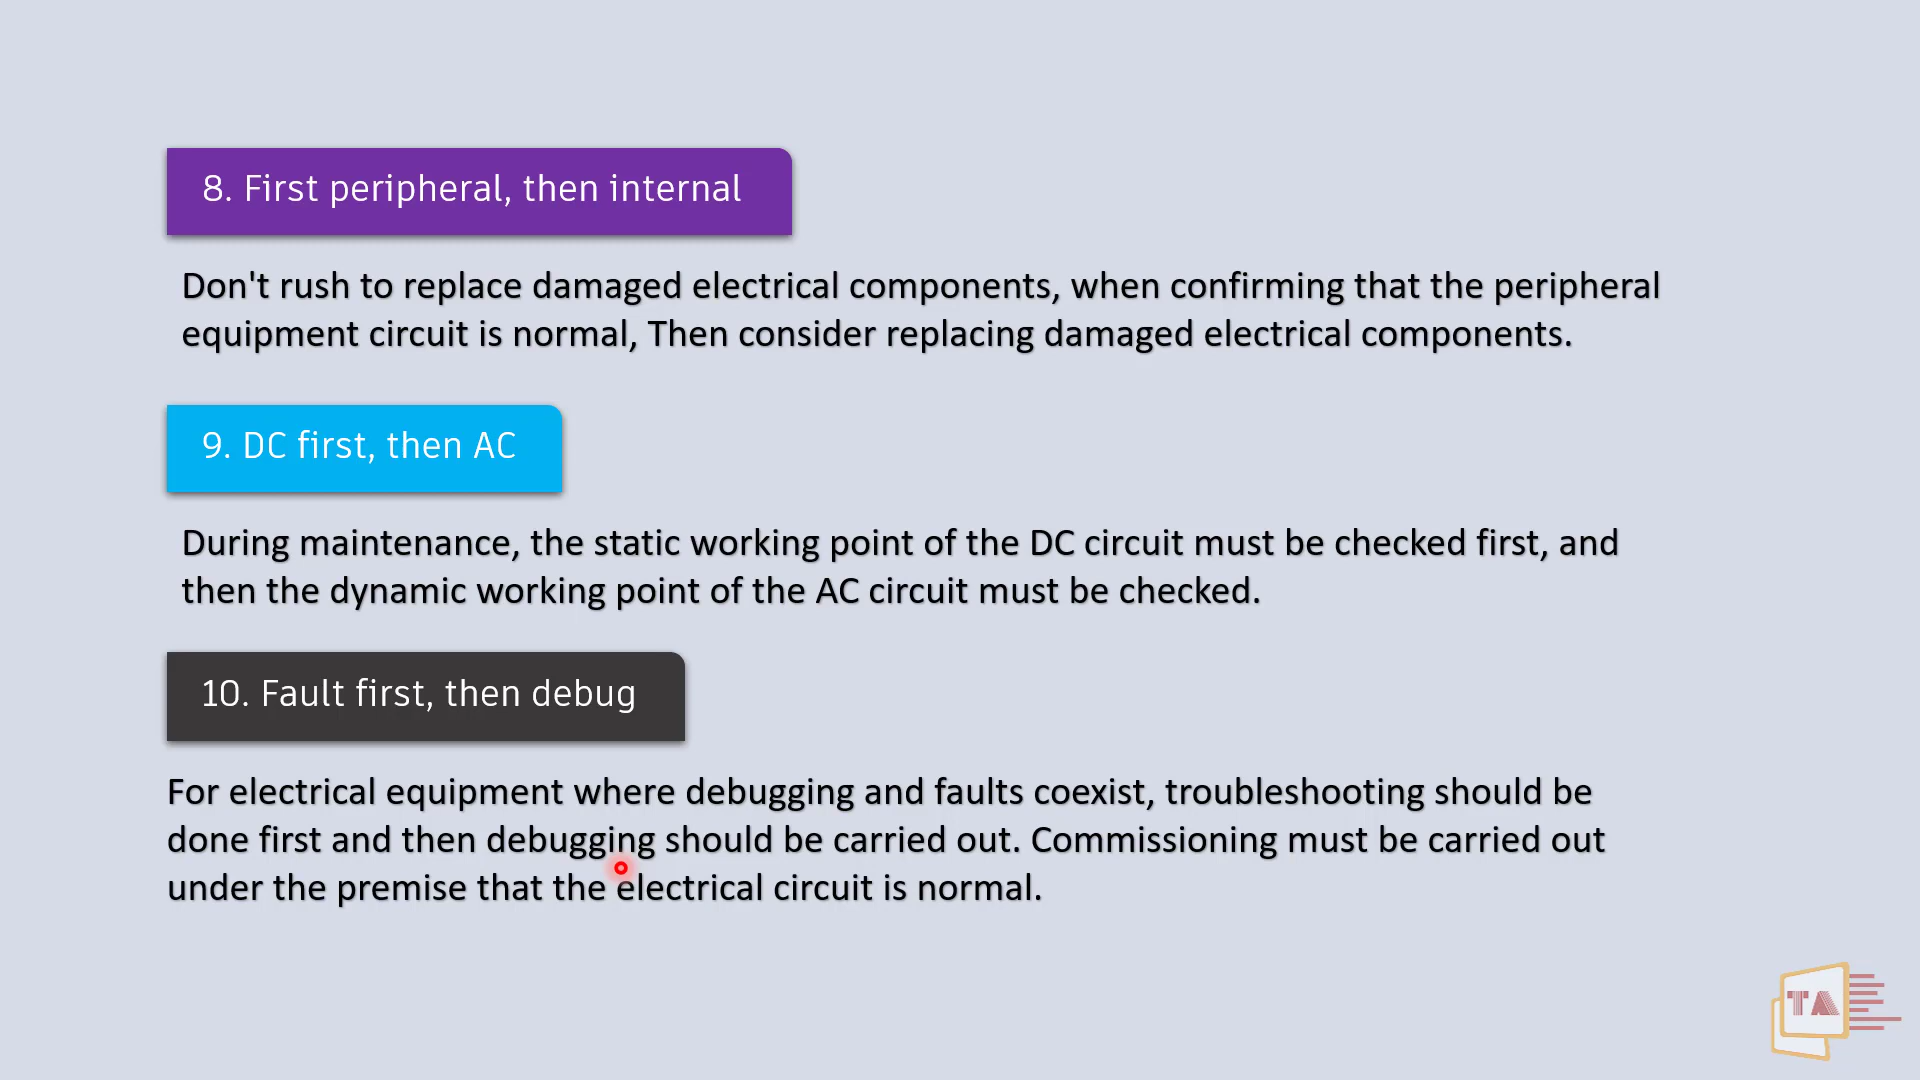 8. First peripheral, then internal
Don't rush to replace damaged electrical components, when confirming that the peripheral
equipment circuit is normal, Then consider replacing damaged electrical components.
9. DC first, then AC
During maintenance, the static working point of the DC circuit must be checked first, and
then the dynamic working point of the AC circuit must be checked.
10. Fault first, then debug
For electrical equipment where debugging and faults coexist, troubleshooting should be
done first and then debugging should be carried out. Commissioning must be carried out
under the premise that the electrical circuit is normal.
TA